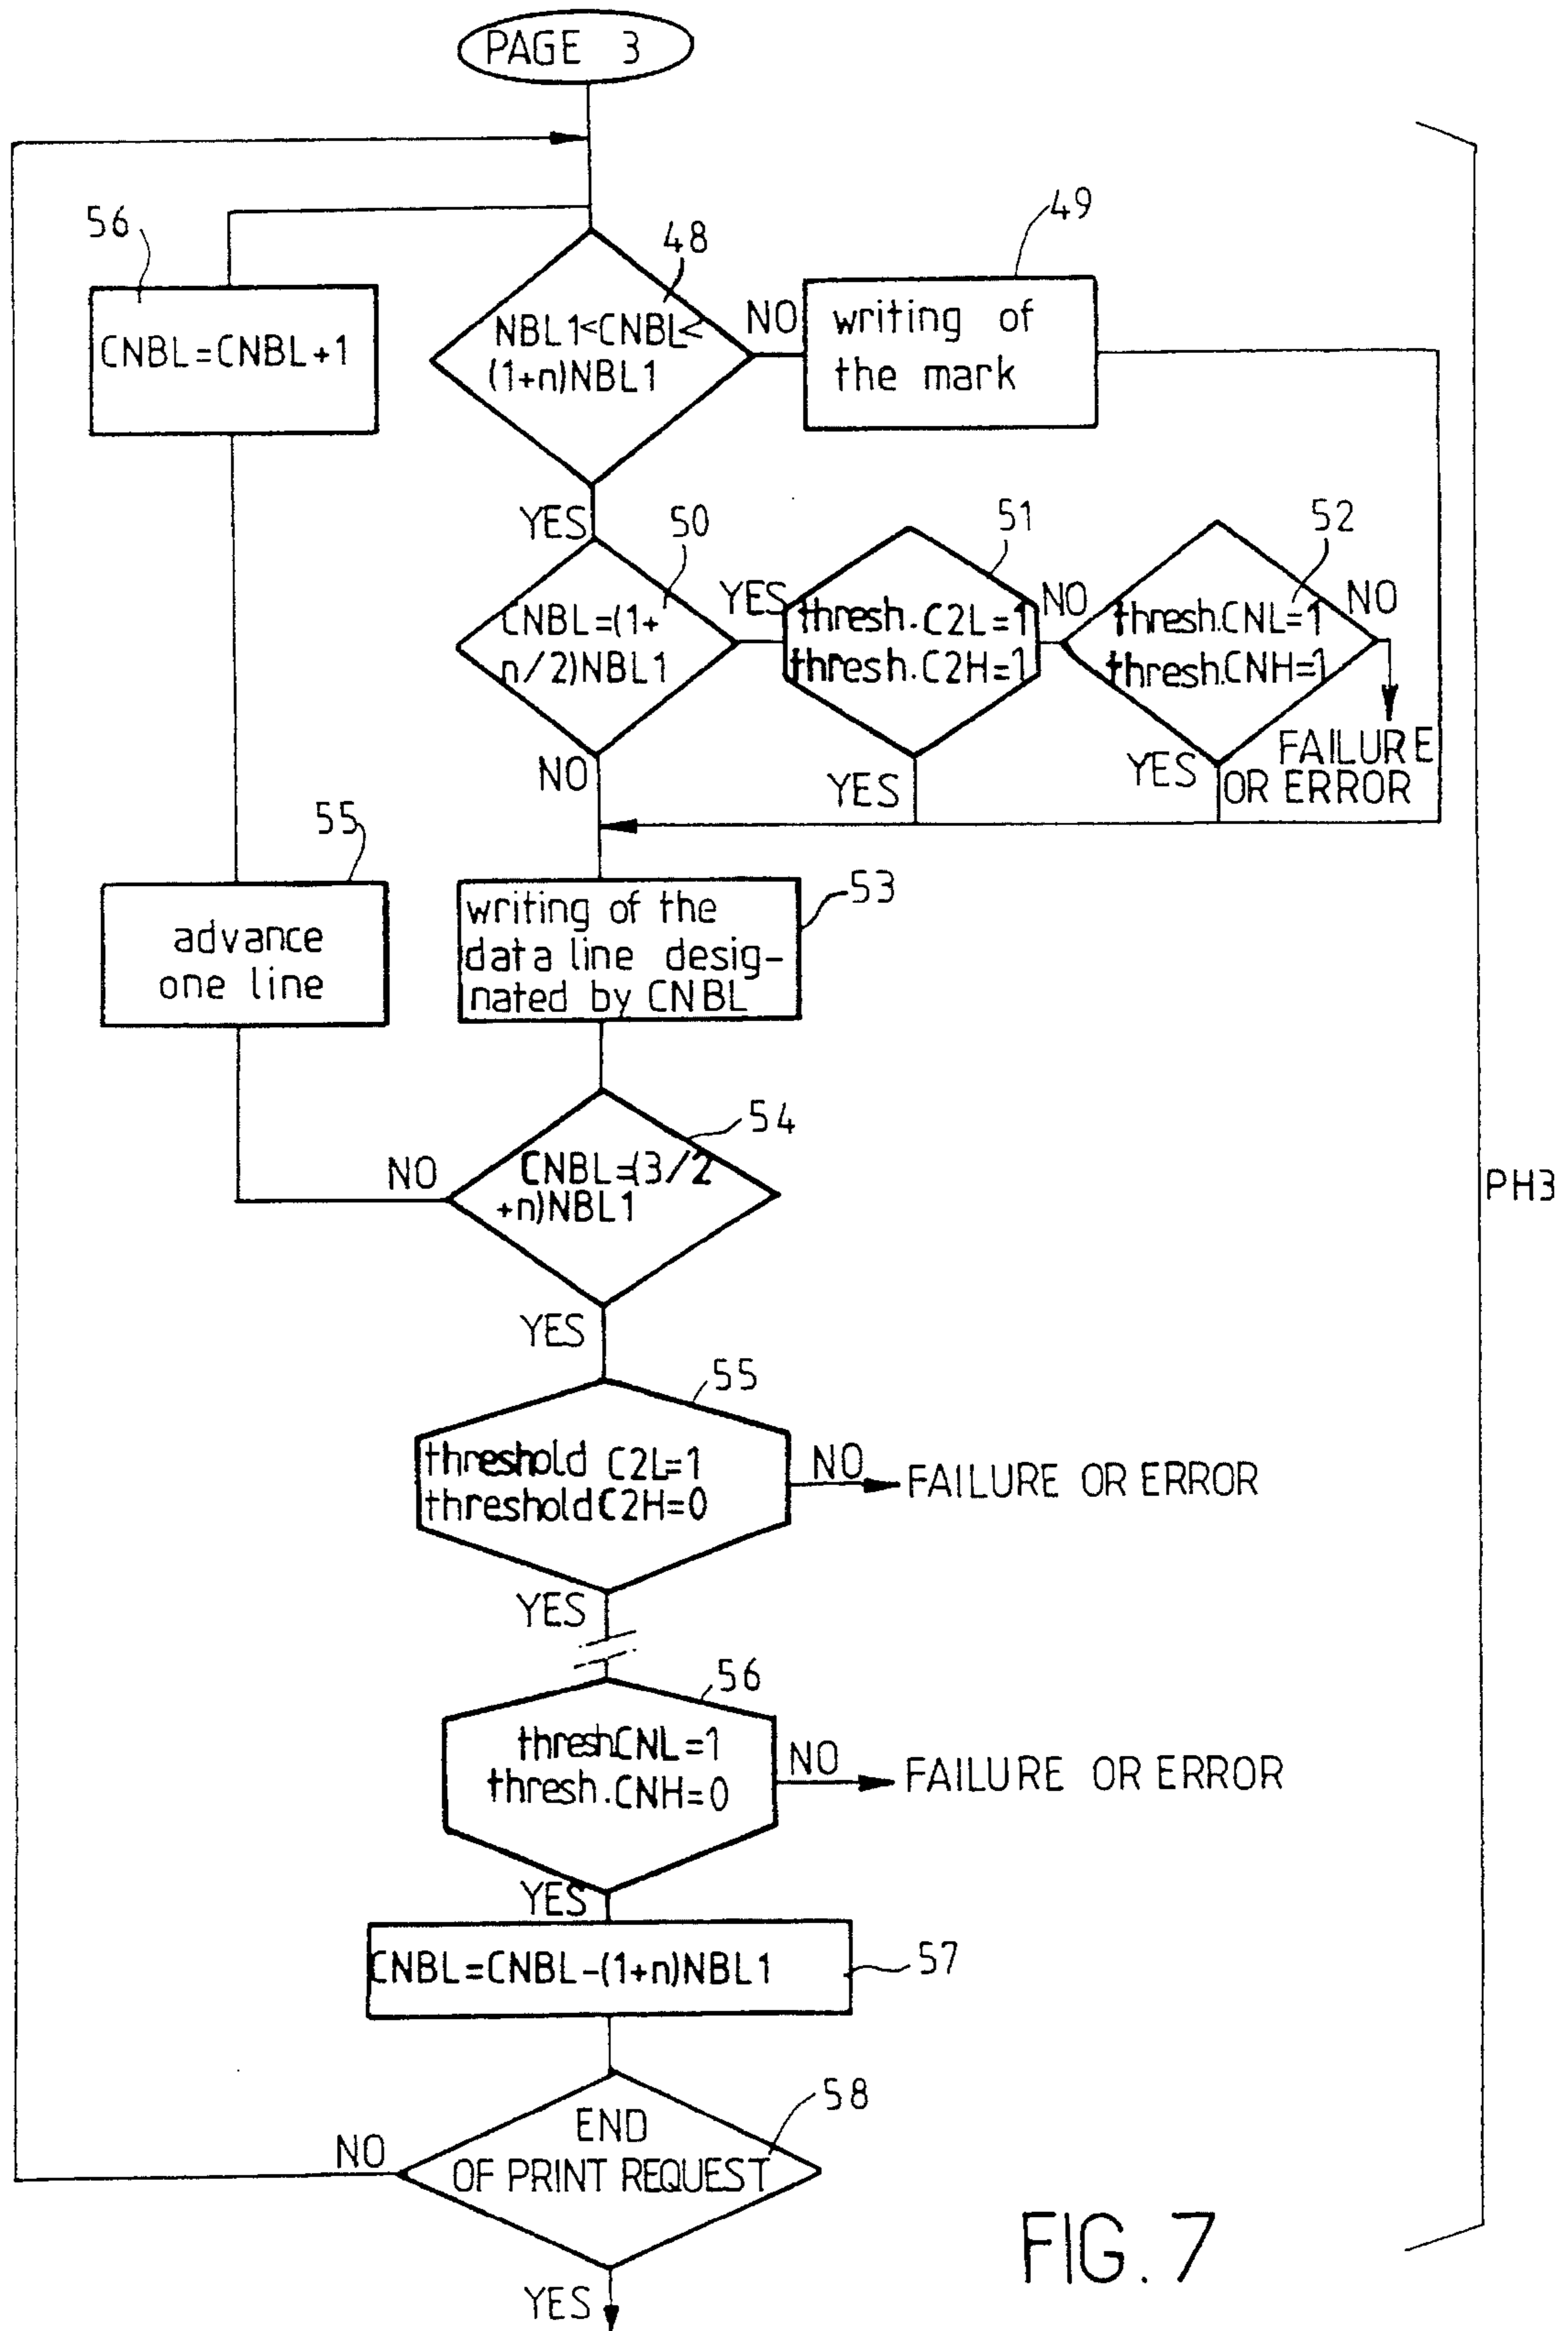 PAGE 3
56
CNBL=CNBL+1
48
NBL1<CNBL<
(1+n)NBL1
NO
49
writing of
the mark
YES
50
CNBL=(1+
n/2)NBL1
YES
51
thresh.C2L=1
thresh.C2H=1
NO
52
thresh.CNL=1
thresh.CNH=1
NO
FAILURE
OR ERROR
NO
YES
YES
55
advance
one line
53
writing of the
data line desig-
nated by CNBL
54
CNBL=(3/2
+n)NBL1
NO
PH3
YES
55
threshold C2L=1
threshold C2H=0
NO
FAILURE OR ERROR
YES
56
thresh.CNL=1
thresh.CNH=0
NO
FAILURE OR ERROR
YES
CNBL=CNBL-(1+n)NBL1
57
58
END
OF PRINT REQUEST
NO
YES
FIG. 7